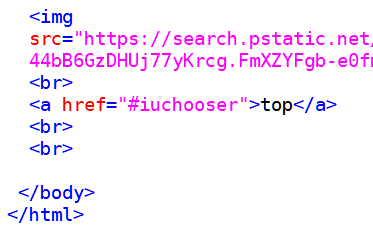 <img
src="https://search.pstatic.net/
44bB6GzDHUj77yKrcg.FmXZYFgb-e0f
<br>
<a href="#iuchooser">top</a>
<br>
<br>
</body>
</html>